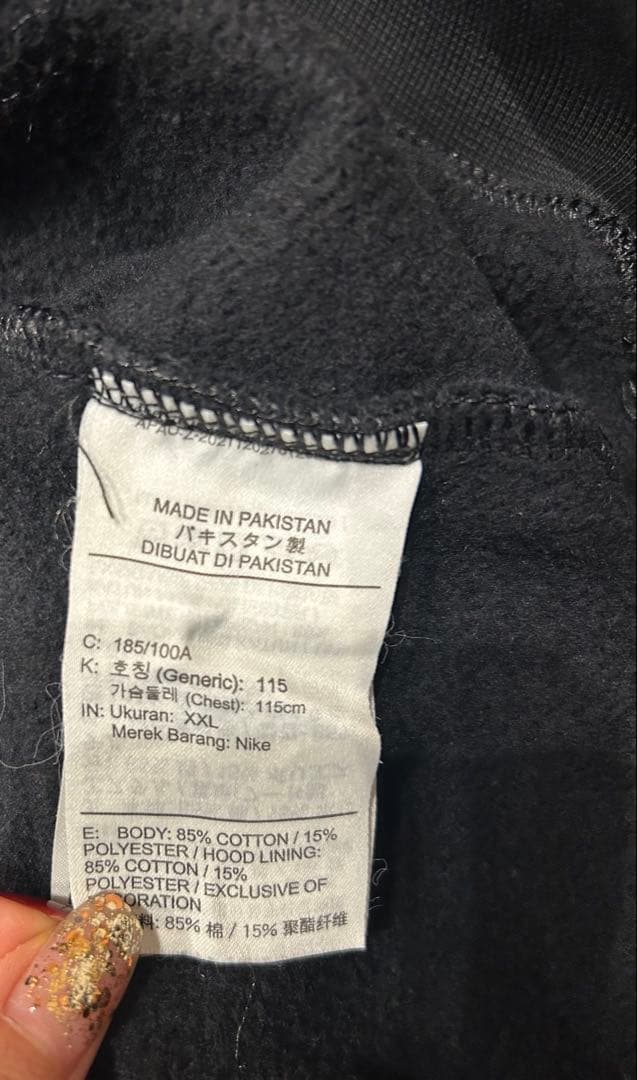 MADE IN PAKISTAN
パキスタン製
DIBUAT DI PAKISTAN
C: 185/100A
K: 호칭 (Generic): 115
가슴둘레 (Chest): 115cm
IN: Ukuran: XXL
Merek Barang: Nike
E: BODY: 85% COTTON / 15%
POLYESTER / HOOD LINING:
85% COTTON / 15%
POLYESTER / EXCLUSIVE OF
ORATION
料: 85% 棉 / 15% 聚酯纤维